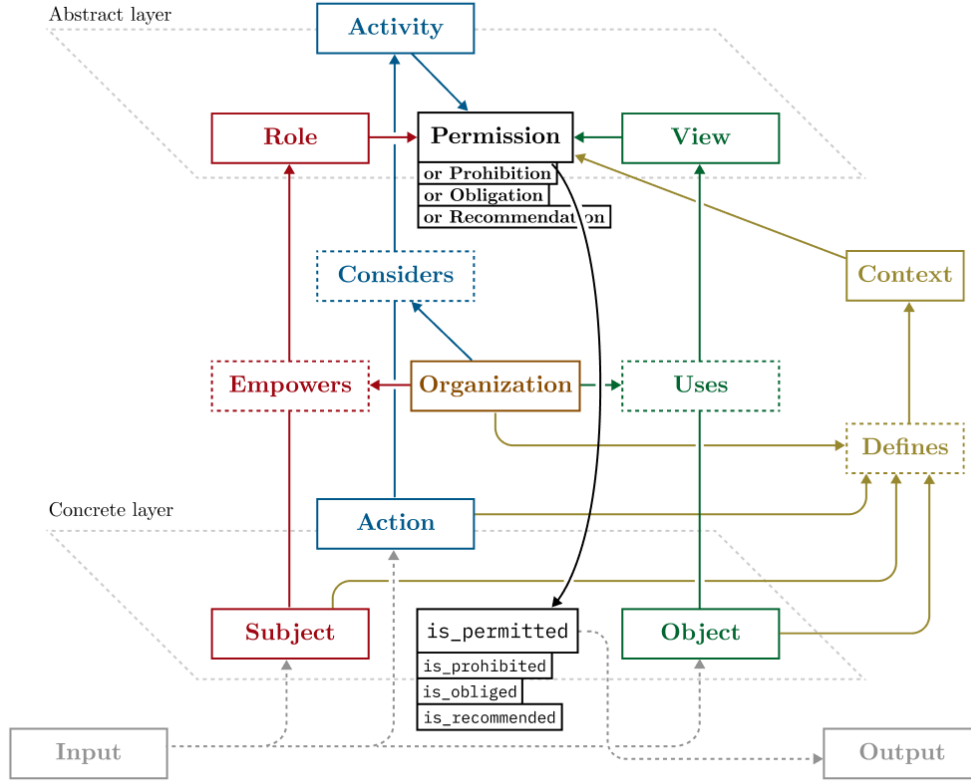 Abstract layer
Activity
Role
Permission
View
or Prohibition
or Obligation
or Recommendation
Considers
Context
Empowers
Organization
Uses
Defines
Concrete layer
Action
Subject
is_permitted
Object
is_prohibited
is_obliged
is_recommended
Input
Output